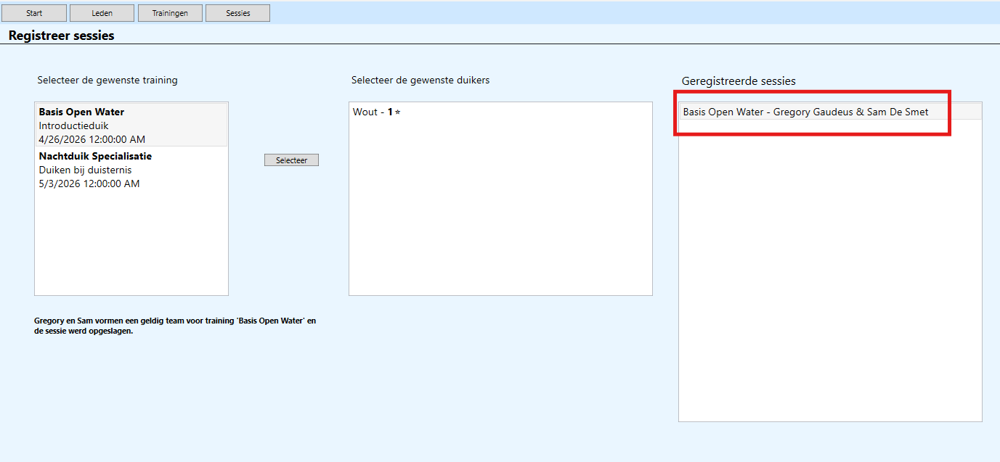 Start
Leden
Trainingen
Sessies
Registreer sessies
Selecteer de gewenste training
Basis Open Water
Introductieduik
4/26/2026 12:00:00 AM
Nachtduik Specialisatie
Duiken bij duisternis
5/3/2026 12:00:00 AM
Selecteer
Selecteer de gewenste duikers
Wout - 1 ⭐
Geregistreerde sessies
Basis Open Water - Gregory Gaudeus & Sam De Smet
Gregory en Sam vormen een geldig team voor training 'Basis Open Water' en
de sessie werd opgeslagen.